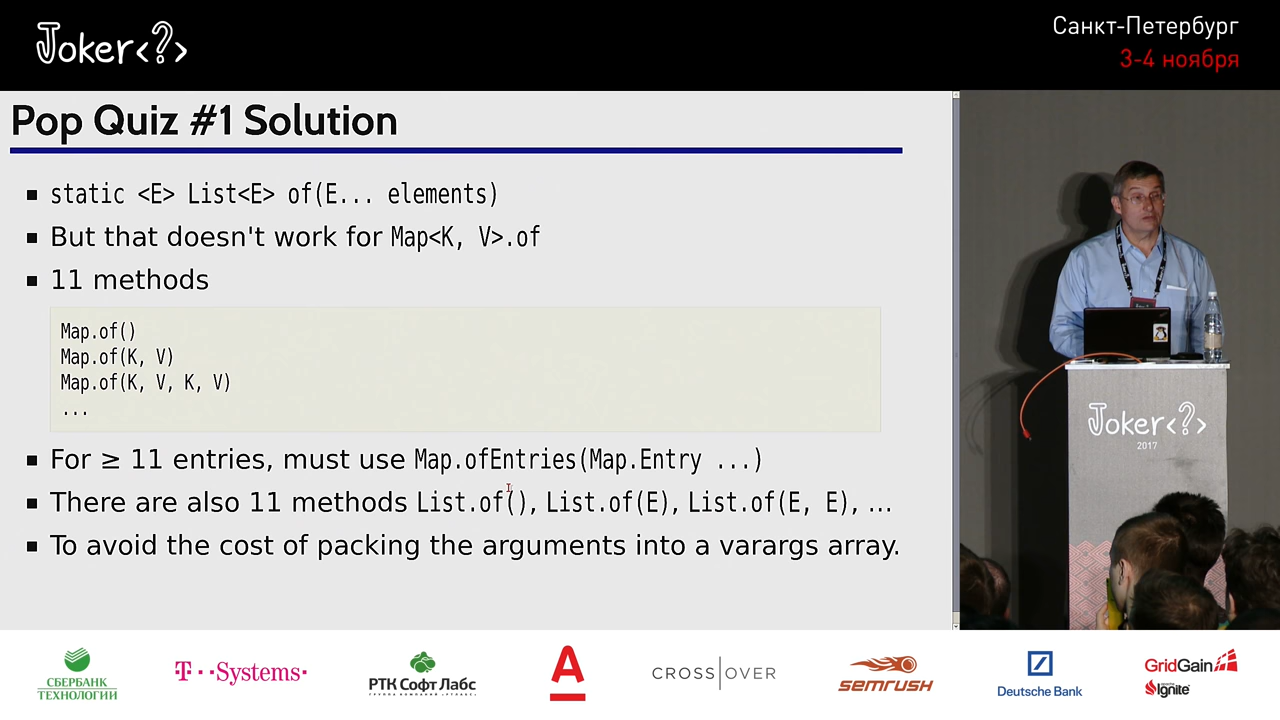 Joker<?>
Санкт-Петербург
3-4 ноября
Pop Quiz #1 Solution
static <E> List<E> of(E... elements)
But that doesn't work for Map<K, V>.of
11 methods
Map.of()
Map.of(K, V)
Map.of(K, V, K, V)
...
For ≥ 11 entries, must use Map.ofEntries(Map.Entry ...)
There are also 11 methods List.of(), List.of(E), List.of(E, E), ...
To avoid the cost of packing the arguments into a varargs array.
Joker<?>
2017
СБЕРБАНК
ТЕХНОЛОГИИ
T··Systems·
РТК Софт Лабс
CROSS|OVER
semrush
Deutsche Bank
GridGain
Ignite